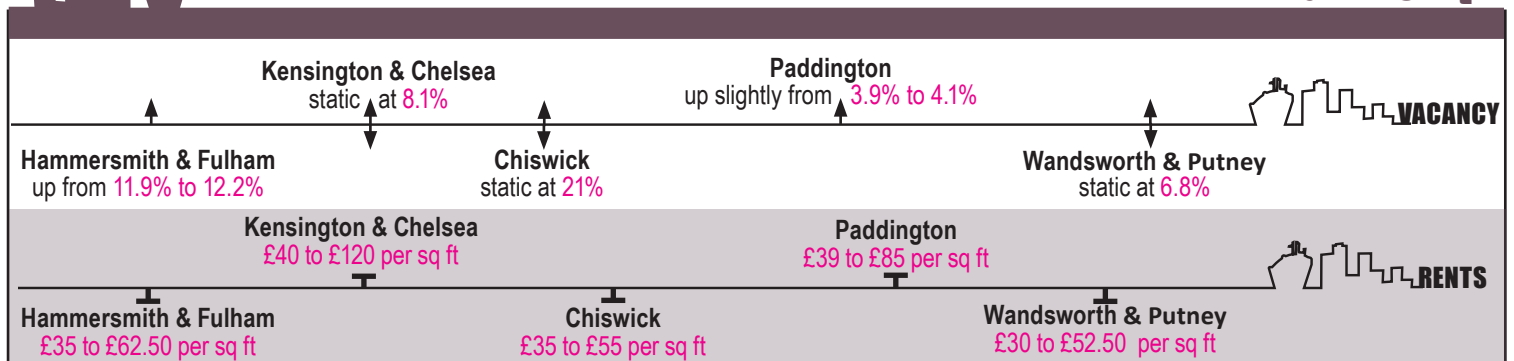 Kensington & Chelsea
static at 8.1%
Paddington
up slightly from 3.9% to 4.1%
VACANCY
Hammersmith & Fulham
up from 11.9% to 12.2%
Chiswick
static at 21%
Wandsworth & Putney
static at 6.8%
Kensington & Chelsea
£40 to £120 per sq ft
Paddington
£39 to £85 per sq ft
RENTS
Hammersmith & Fulham
£35 to £62.50 per sq ft
Chiswick
£35 to £55 per sq ft
Wandsworth & Putney
£30 to £52.50 per sq ft